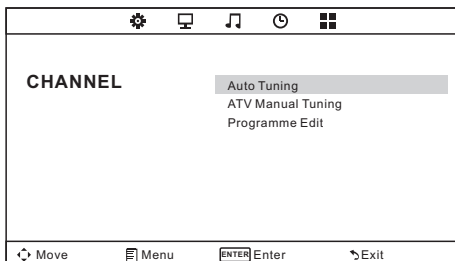 CHANNEL
Auto Tuning
ATV Manual Tuning
Programme Edit
Move Menu ENTER Enter Exit